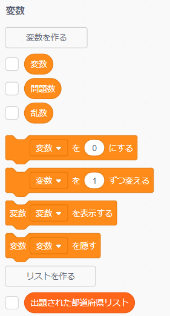 変数
変数を作る
変数
問題数
乱数
変数 を 0 にする
変数 を 1 ずつ変える
変数 変数 を表示する
変数 変数 を隠す
リストを作る
出題された都道府県リスト